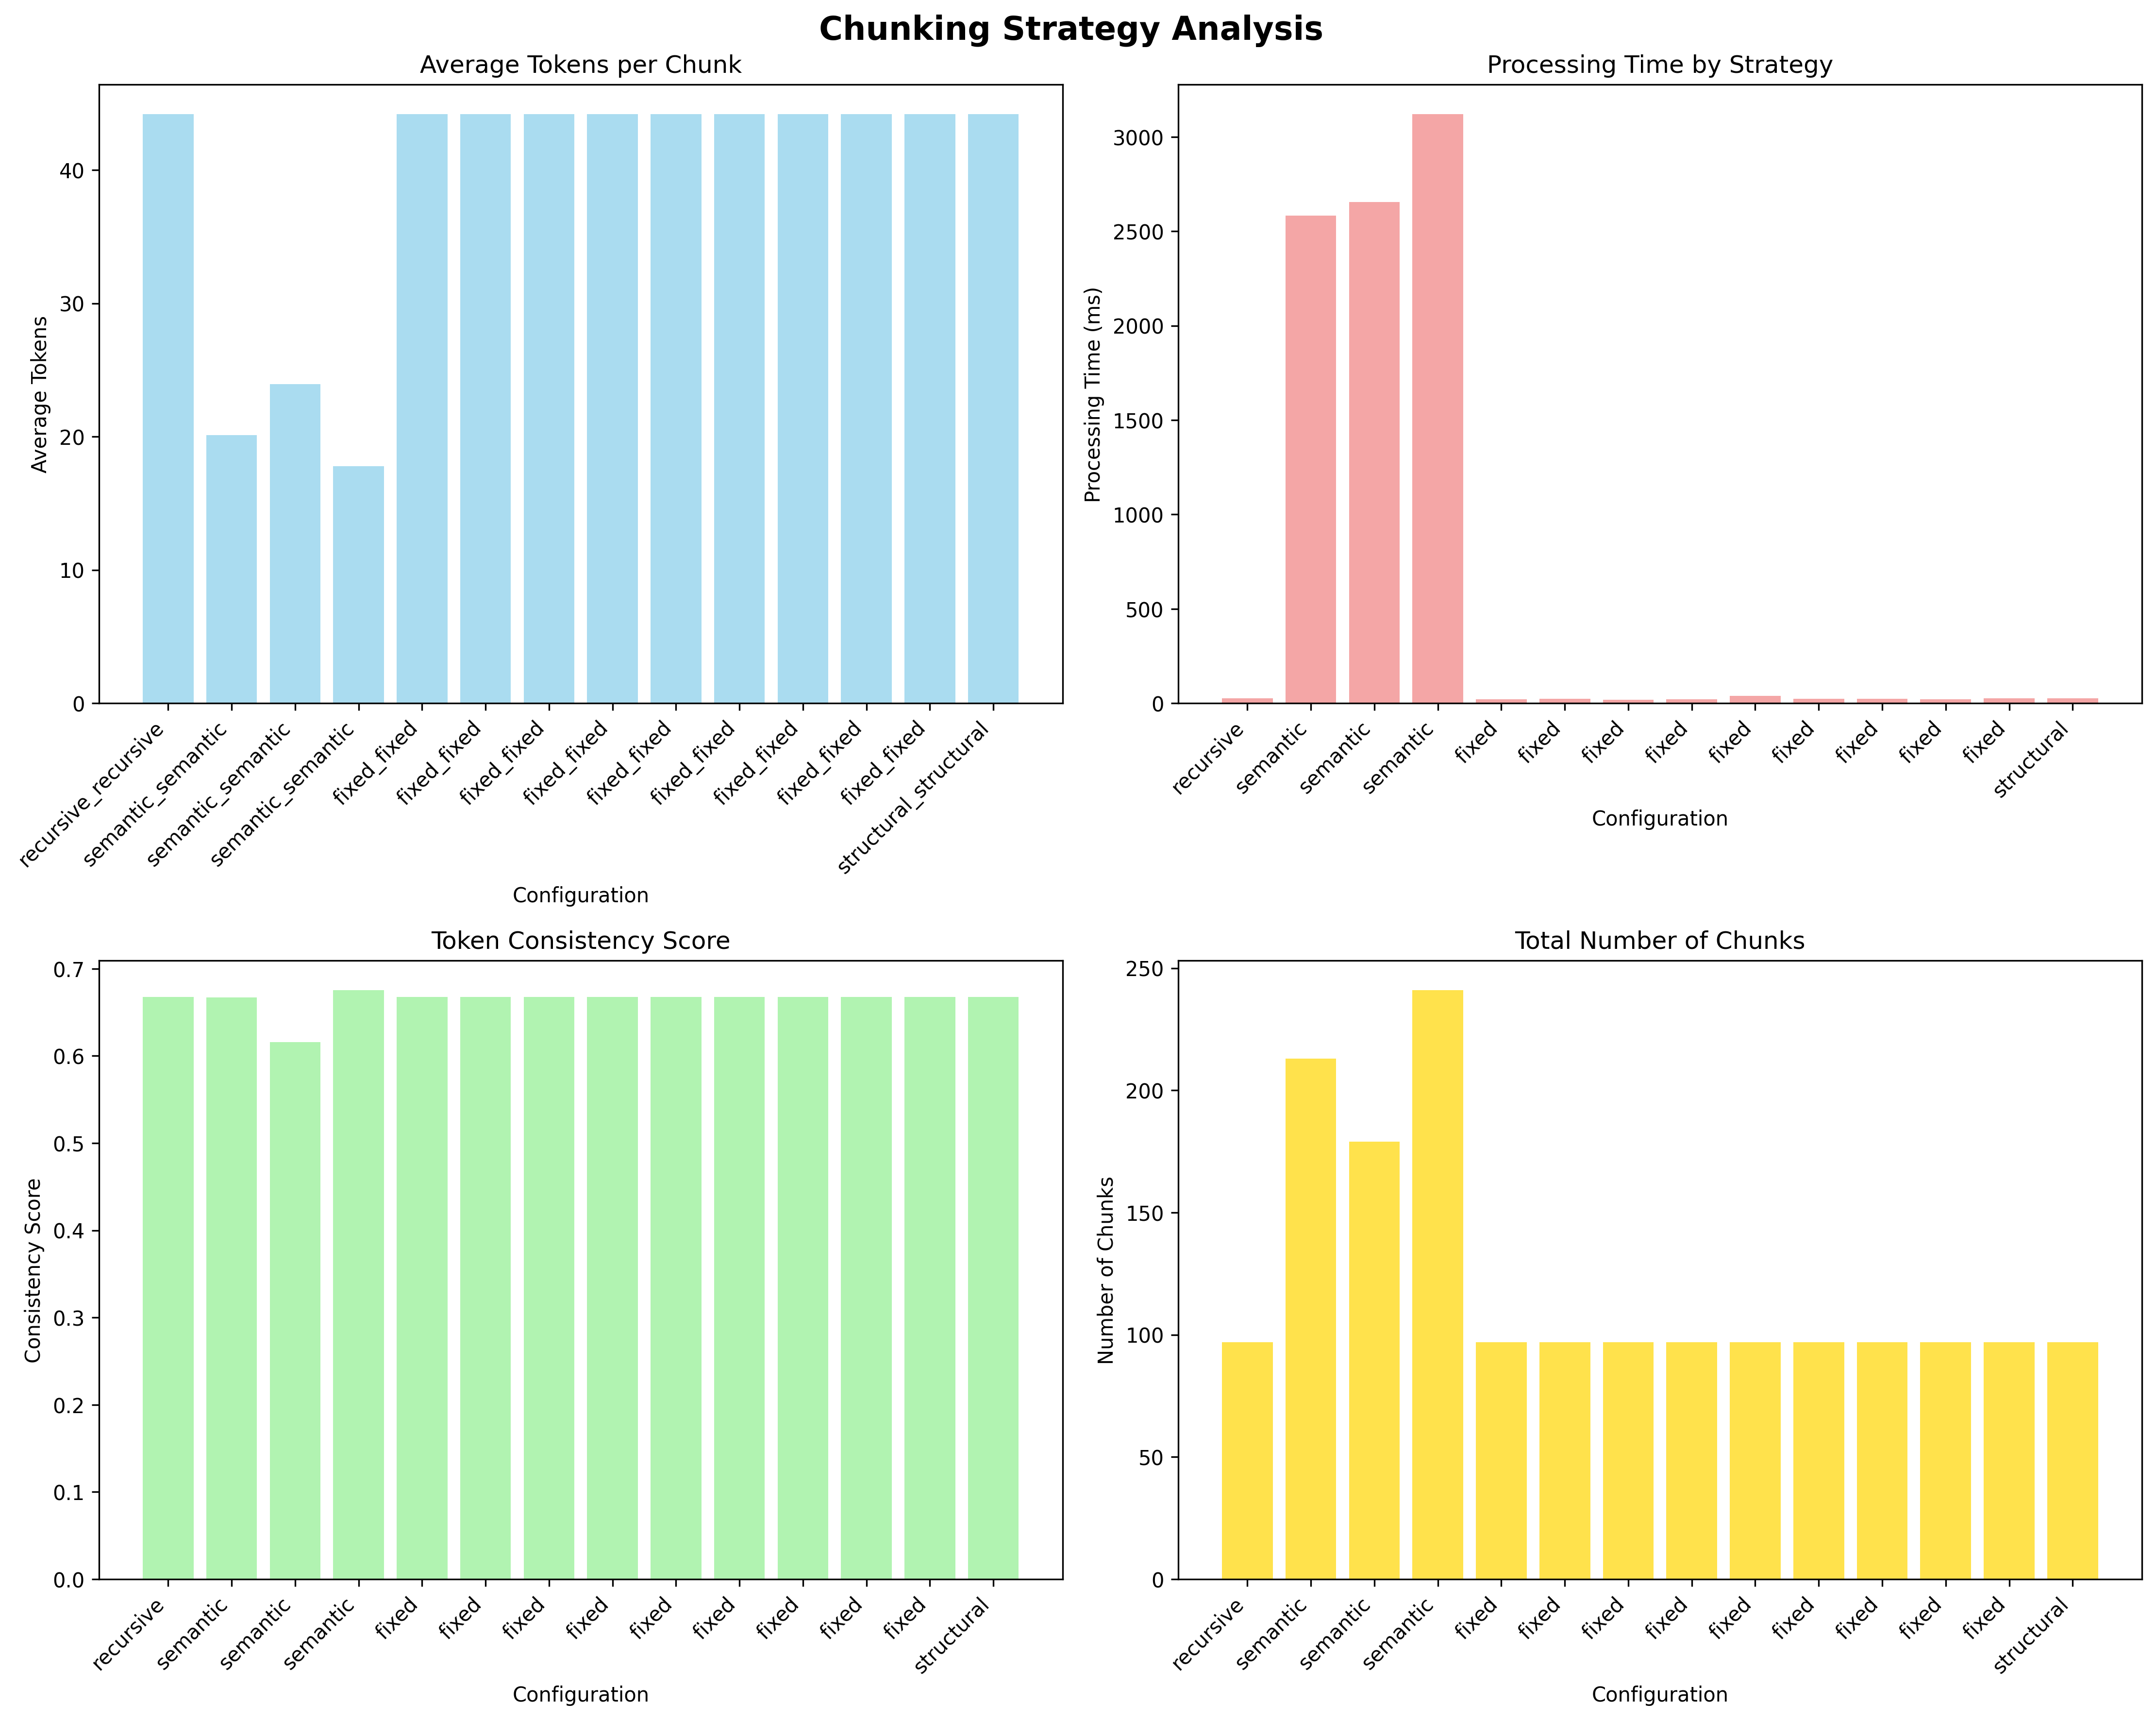 Chunking Strategy Analysis
Average Tokens per Chunk
Average Tokens
40
30
20
10
0
recursive_recursive
semantic_semantic
semantic_semantic
semantic_semantic
fixed_fixed
fixed_fixed
fixed_fixed
fixed_fixed
fixed_fixed
fixed_fixed
fixed_fixed
fixed_fixed
fixed_fixed
structural_structural
Configuration
Processing Time by Strategy
Processing Time (ms)
3000
2500
2000
1500
1000
500
0
recursive
semantic
semantic
semantic
fixed
fixed
fixed
fixed
fixed
fixed
fixed
fixed
fixed
structural
Configuration
Token Consistency Score
Consistency Score
0.7
0.6
0.5
0.4
0.3
0.2
0.1
0.0
recursive
semantic
semantic
semantic
fixed
fixed
fixed
fixed
fixed
fixed
fixed
fixed
fixed
structural
Configuration
Total Number of Chunks
Number of Chunks
250
200
150
100
50
0
recursive
semantic
semantic
semantic
fixed
fixed
fixed
fixed
fixed
fixed
fixed
fixed
fixed
structural
Configuration